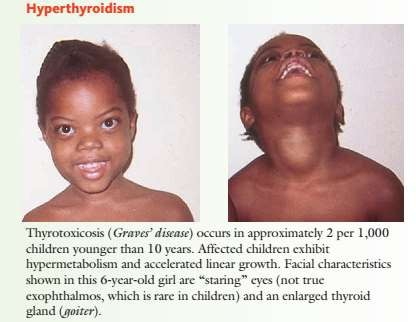 Hyperthyroidism
Thyrotoxicosis (Graves' disease) occurs in approximately 2 per 1,000
children younger than 10 years. Affected children exhibit
hypermetabolism and accelerated linear growth. Facial characteristics
shown in this 6-year-old girl are “staring” eyes (not true
exophthalmos, which is rare in children) and an enlarged thyroid
gland (goiter).